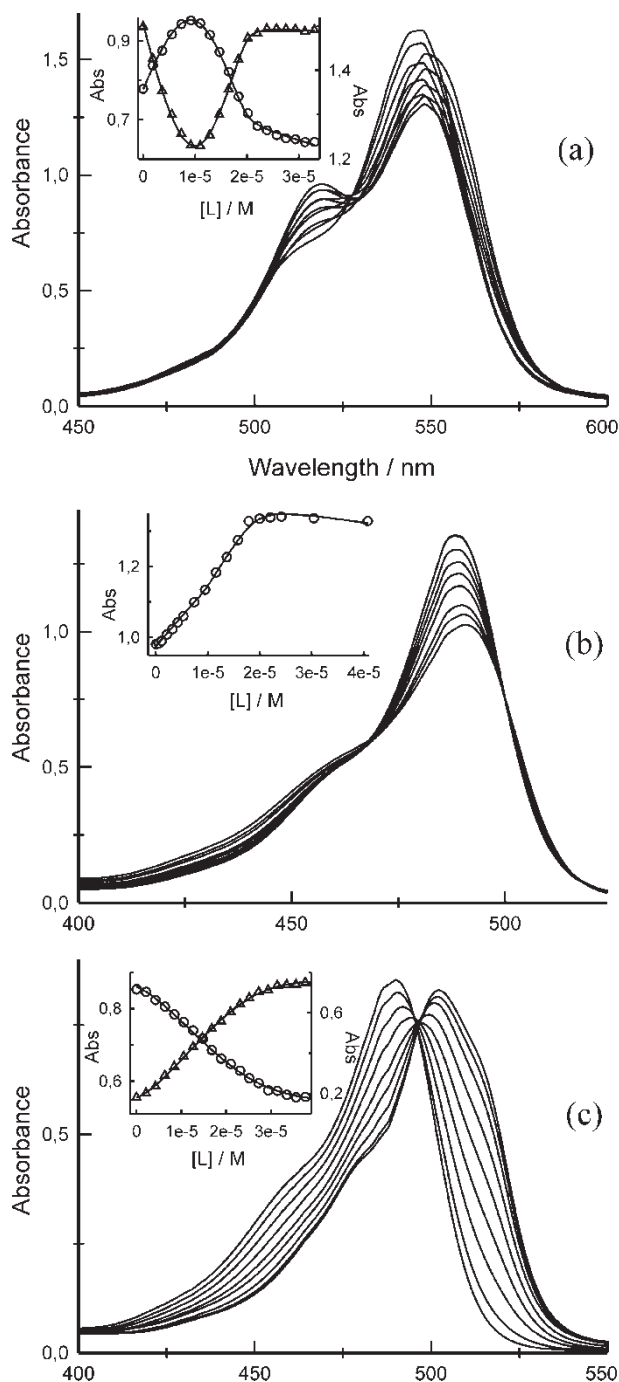 0,9
0,7
Abs
1,4
1,2
Abs
0 1e-5 2e-5 3e-5
[L] / M
(a)
1.5
1.0
0.5
0,0
Absorbance
450 500 550 600
Wavelength / nm
1,2
1,0
Abs
0 1e-5 2e-5 3e-5 4e-5
[L] / M
(b)
1.0
0.5
0,0
Absorbance
400 450 500
0.8
0.6
Abs
0.6
0.2
Abs
0 1e-5 2e-5 3e-5
[L] / M
(c)
0.5
0,0
Absorbance
400 450 500 550